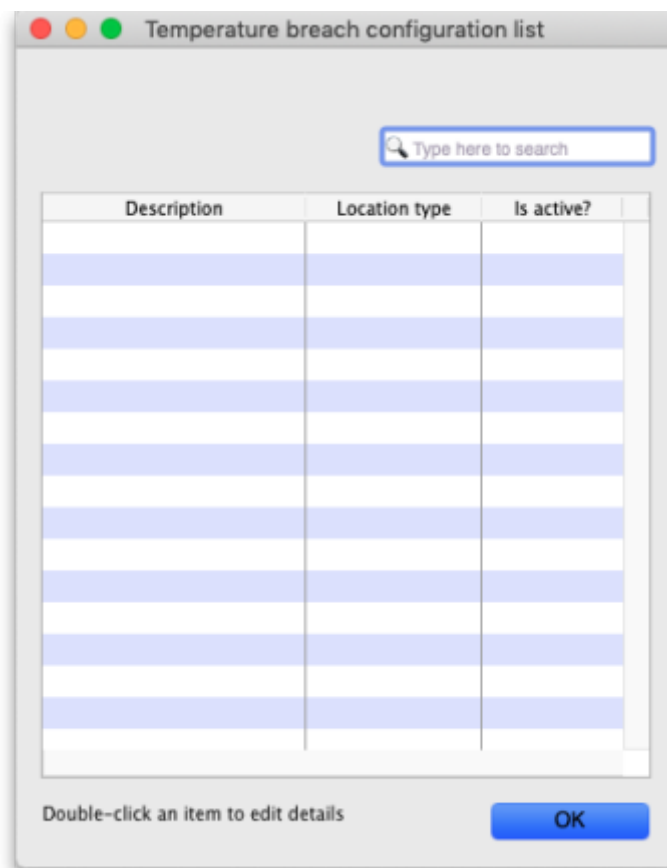 Temperature breach configuration list
Type here to search
Description Location type Is active?
Double-click an item to edit details
OK